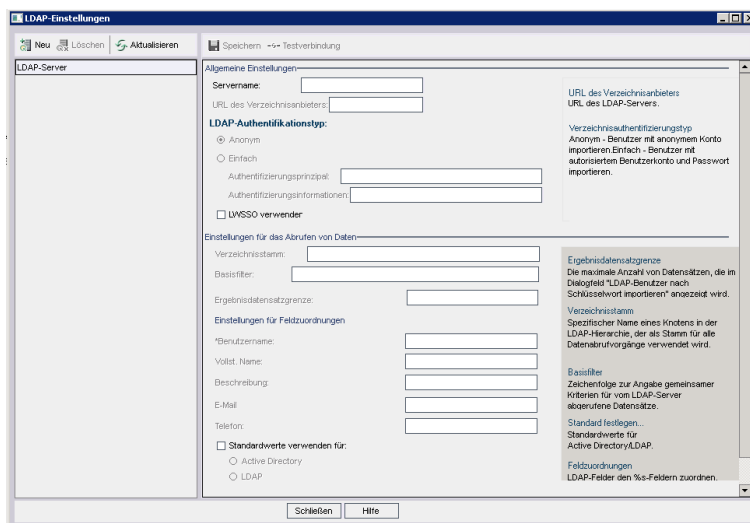 LDAP-Einstellungen
Neu Löschen Aktualisieren Speichern Testverbindung
LDAP-Server
Allgemeine Einstellungen
Servername:
URL des Verzeichnisanbieters:
LDAP-Authentifikationstyp:
Anonym
Einfach
Authentifizierungsprinzipal:
Authentifizierungsinformationen:
LWSSO verwender
URL des Verzeichnisanbieters
URL des LDAP-Servers.
Verzeichnisauthentifizierungstyp
Anonym - Benutzer mit anonymem Konto
importieren.Einfach - Benutzer mit
autorisiertem Benutzerkonto und Passwort
importieren.
Einstellungen für das Abrufen von Daten
Verzeichnisstamm:
Basisfilter:
Ergebnisdatensatzgrenze:
Einstellungen für Feldzuordnungen
*Benutzername:
Vollst. Name:
Beschreibung:
E-Mail
Telefon:
Standardwerte verwenden für:
Active Directory
LDAP
Ergebnisdatensatzgrenze
Die maximale Anzahl von Datensätzen, die im
Dialogfeld "LDAP-Benutzer nach
Schlüsselwort importieren" angezeigt wird.
Verzeichnisstamm
Spezifischer Name eines Knotens in der
LDAP-Hierarchie, der als Stamm für alle
Datenabrufvorgänge verwendet wird.
Basisfilter
Zeichenfolge zur Angabe gemeinsamer
Kriterien für vom LDAP-Server
abgerufene Datensätze.
Standard festlegen...
Standardwerte für
Active Directory/LDAP.
Feldzuordnungen
LDAP-Felder den %s-Feldern zuordnen.
Schließen Hilfe